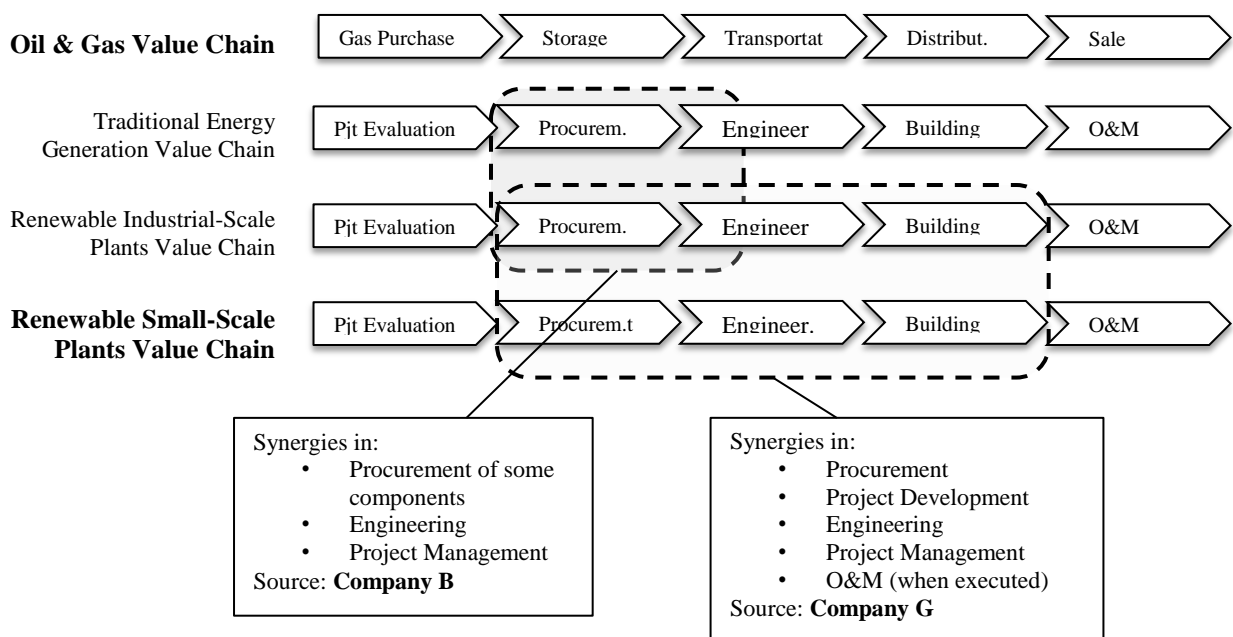 Oil & Gas Value Chain
Gas Purchase
Storage
Transportat
Distribut.
Sale
Traditional Energy
Generation Value Chain
Pjt Evaluation
Procurem.
Engineer
Building
O&M
Renewable Industrial-Scale
Plants Value Chain
Pjt Evaluation
Procurem.
Engineer
Building
O&M
Renewable Small-Scale
Plants Value Chain
Pjt Evaluation
Procurem.t
Engineer.
Building
O&M
Synergies in:
• Procurement of some
components
• Engineering
• Project Management
Source: Company B
Synergies in:
• Procurement
• Project Development
• Engineering
• Project Management
• O&M (when executed)
Source: Company G